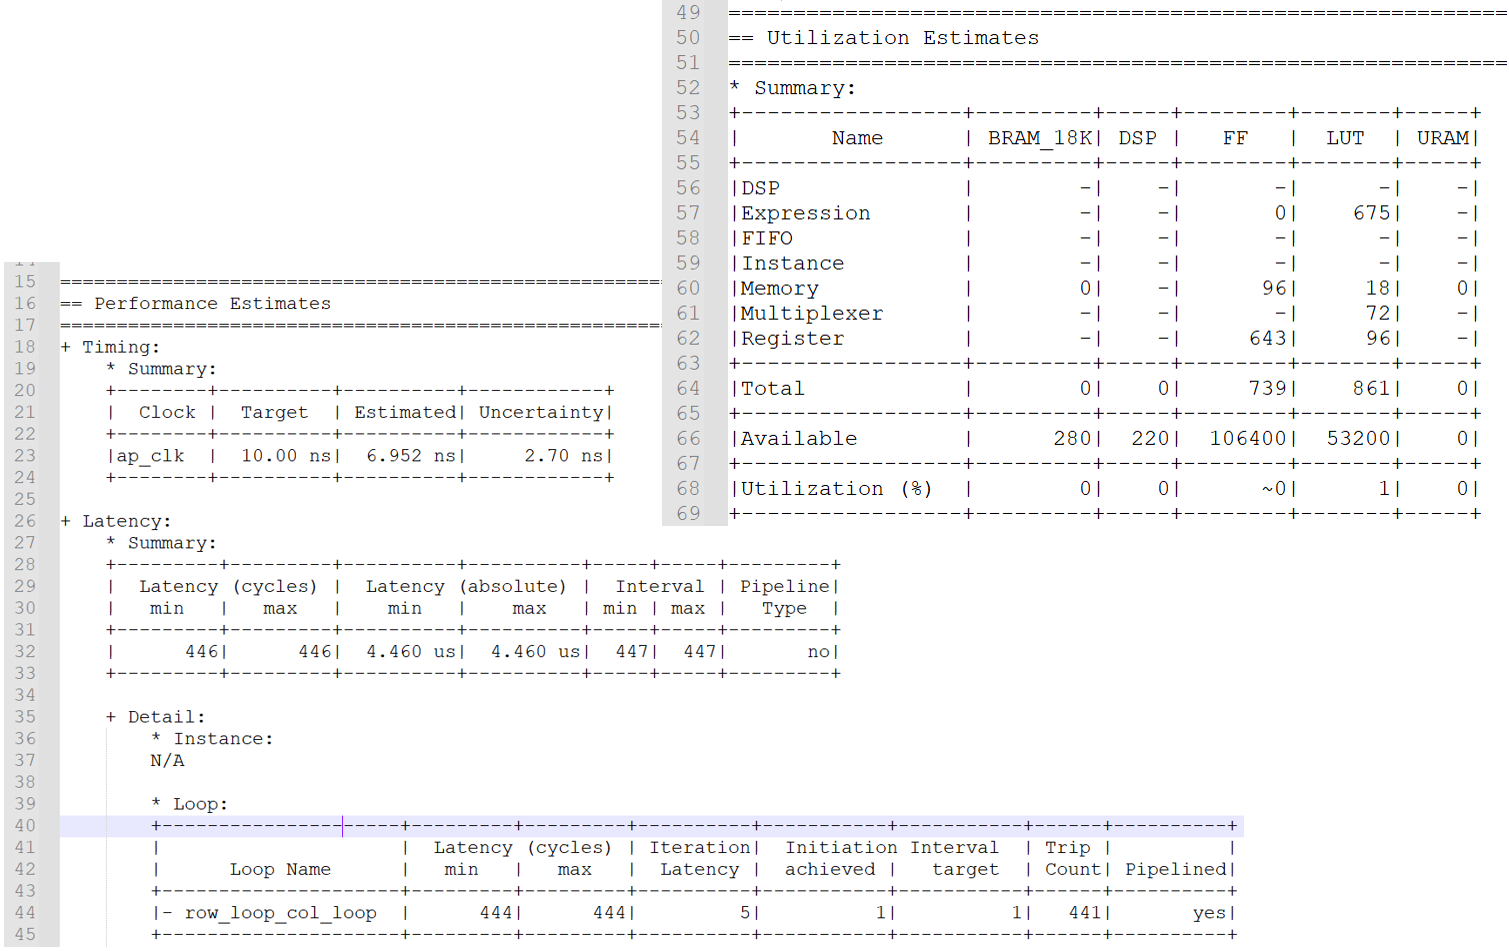 15 ==========================================================
16 == Performance Estimates
17 ==========================================================
18 + Timing:
19     * Summary:
20     +--------+----------+----------+------------+
21     |  Clock |  Target  | Estimated| Uncertainty|
22     +--------+----------+----------+------------+
23     |ap_clk  |  10.00 ns|  6.952 ns|     2.70 ns|
24     +--------+----------+----------+------------+
25
26 + Latency:
27     * Summary:
28     +---------+---------+----------+----------+-----+-----+---------+
29     |  Latency (cycles) |  Latency (absolute) |  Interval | Pipeline|
30     |   min   |   max   |    min   |    max   | min | max |   Type  |
31     +---------+---------+----------+----------+-----+-----+---------+
32     |      446|      446|  4.460 us|  4.460 us|  447|  447|       no|
33     +---------+---------+----------+----------+-----+-----+---------+
34
35     + Detail:
36         * Instance:
37         N/A
38
39         * Loop:
40         +---------------------+---------+---------+----------+-----------+-----------+------+----------+
41         |                     |  Latency (cycles) | Iteration|  Initiation Interval  | Trip |          |
42         |      Loop Name      |   min   |   max   |  Latency |  achieved |   target  | Count| Pipelined|
43         +---------------------+---------+---------+----------+-----------+-----------+------+----------+
44         |- row_loop_col_loop  |      444|      444|         5|          1|          1|   441|       yes|
45         +---------------------+---------+---------+----------+-----------+-----------+------+----------+
49 ==========================================================
50 == Utilization Estimates
51 ==========================================================
52 * Summary:
53 +-----------------+---------+-----+--------+-------+-----+
54 |       Name      | BRAM_18K| DSP |   FF   |  LUT  | URAM|
55 +-----------------+---------+-----+--------+-------+-----+
56 |DSP              |        -|    -|       -|      -|    -|
57 |Expression       |        -|    -|       0|    675|    -|
58 |FIFO             |        -|    -|       -|      -|    -|
59 |Instance         |        -|    -|       -|      -|    -|
60 |Memory           |        0|    -|      96|     18|    0|
61 |Multiplexer      |        -|    -|       -|     72|    -|
62 |Register         |        -|    -|     643|     96|    -|
63 +-----------------+---------+-----+--------+-------+-----+
64 |Total            |        0|    0|     739|    861|    0|
65 +-----------------+---------+-----+--------+-------+-----+
66 |Available        |      280|  220|  106400|  53200|    0|
67 +-----------------+---------+-----+--------+-------+-----+
68 |Utilization (%)  |        0|    0|      ~0|      1|    0|
69 +-----------------+---------+-----+--------+-------+-----+